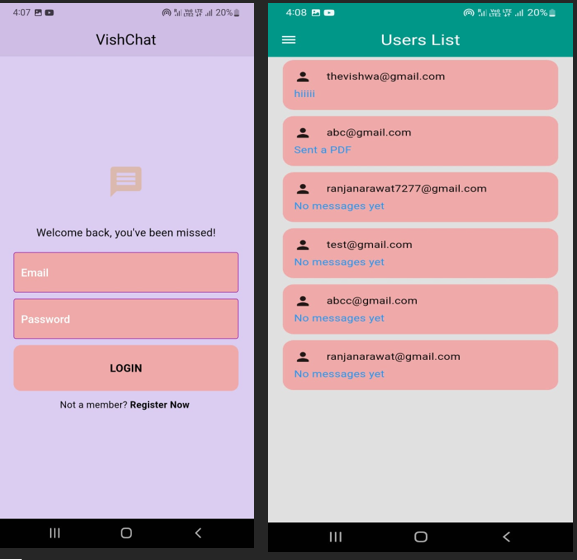 4:07
20%
VishChat
Welcome back, you've been missed!
Email
Password
LOGIN
Not a member? Register Now
4:08
20%
Users List
thevishwa@gmail.com
hiiiii
abc@gmail.com
Sent a PDF
ranjanarawat7277@gmail.com
No messages yet
test@gmail.com
No messages yet
abcc@gmail.com
No messages yet
ranjanarawat@gmail.com
No messages yet